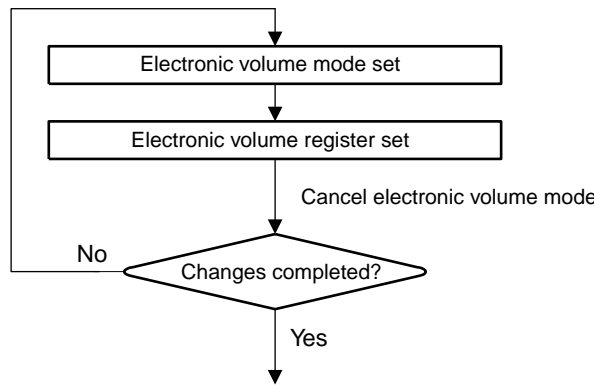 Electronic volume mode set
Electronic volume register set
Cancel electronic volume mode
No
Changes completed?
Yes